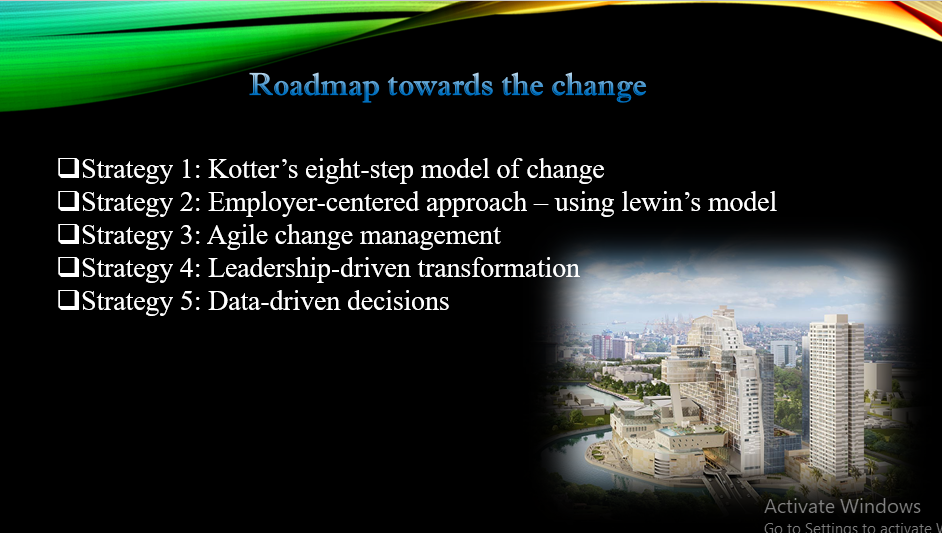 Roadmap towards the change
❑Strategy 1: Kotter’s eight-step model of change
❑Strategy 2: Employer-centered approach – using lewin’s model
❑Strategy 3: Agile change management
❑Strategy 4: Leadership-driven transformation
❑Strategy 5: Data-driven decisions
Activate Windows
Go to Settings to activate W